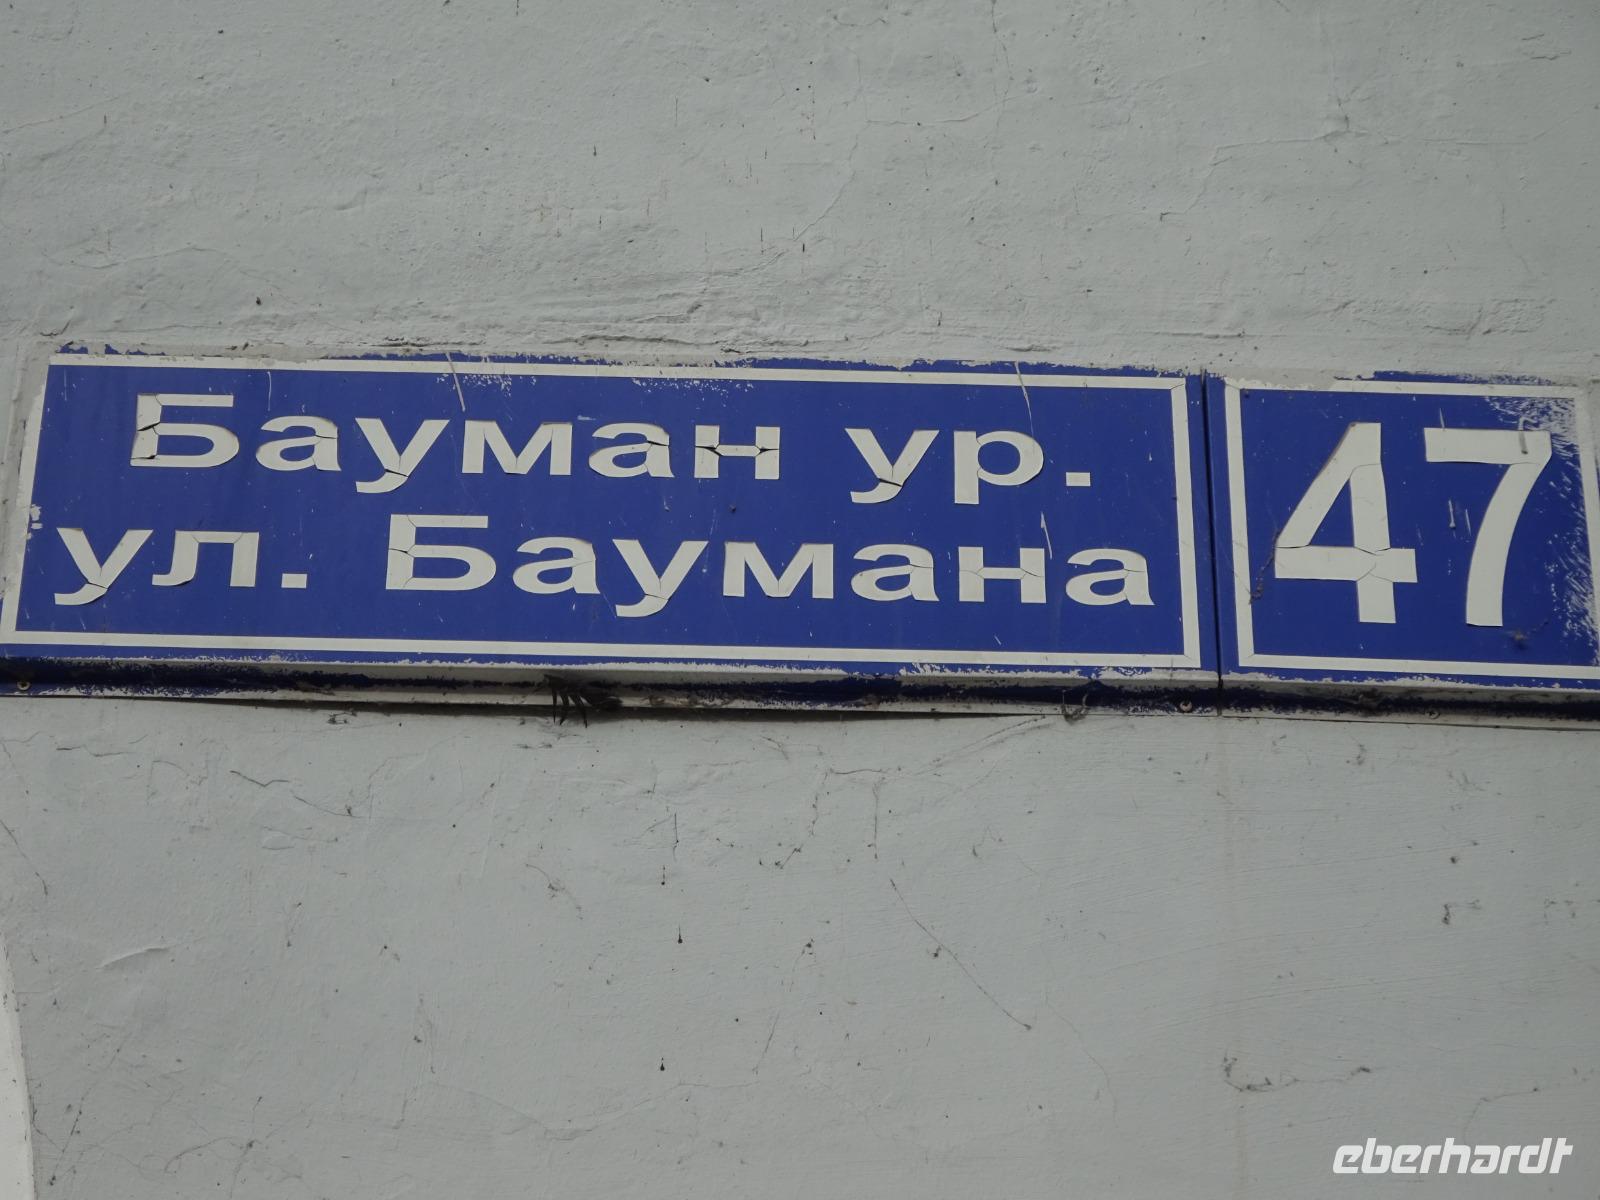 Бауман ур.
ул. Баумана
47
eberhardt